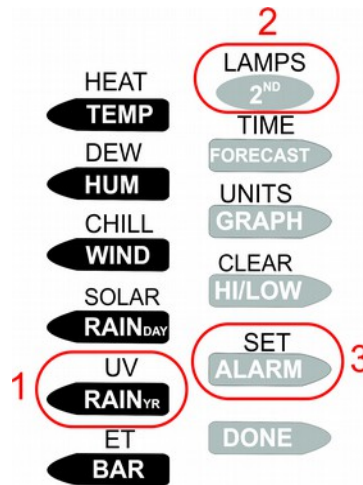 2
LAMPS
2ND
HEAT
TEMP
TIME
FORECAST
DEW
HUM
UNITS
GRAPH
CHILL
WIND
CLEAR
HI/LOW
SOLAR
RAINDAY
SET
ALARM
3
1
UV
RAINYR
DONE
ET
BAR